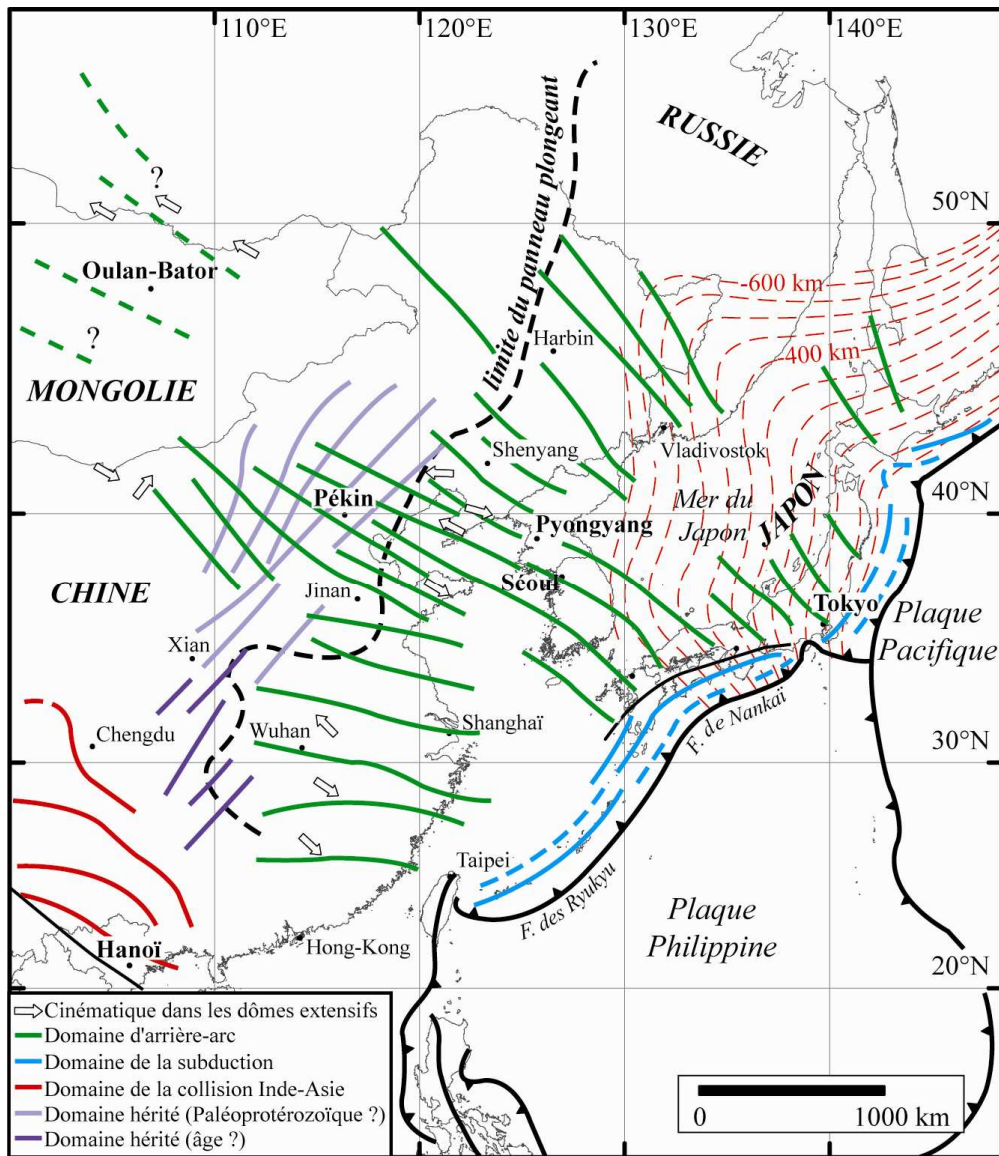 110°E
120°E
130°E
140°E
RUSSIE
limite du panneau plongeant
?
50°N
Oulan-Bator
-600 km
?
Harbin
-400 km
MONGOLIE
Shenyang
Vladivostok
Pékin
Mer du
Japon
JAPON
40°N
Pyongyang
CHINE
Jinan
Séoul
Tokyo
Plaque
Pacifique
Xian
Chengdu
Wuhan
Shanghaï
F. de Nankaï
30°N
Taipei
F. des Ryukyu
Plaque
Philippine
Hanoï
Hong-Kong
20°N
Cinématique dans les dômes extensifs
Domaine d'arrière-arc
Domaine de la subduction
Domaine de la collision Inde-Asie
Domaine hérité (Paléoprotérozoïque ?)
Domaine hérité (âge ?)
0
1000 km